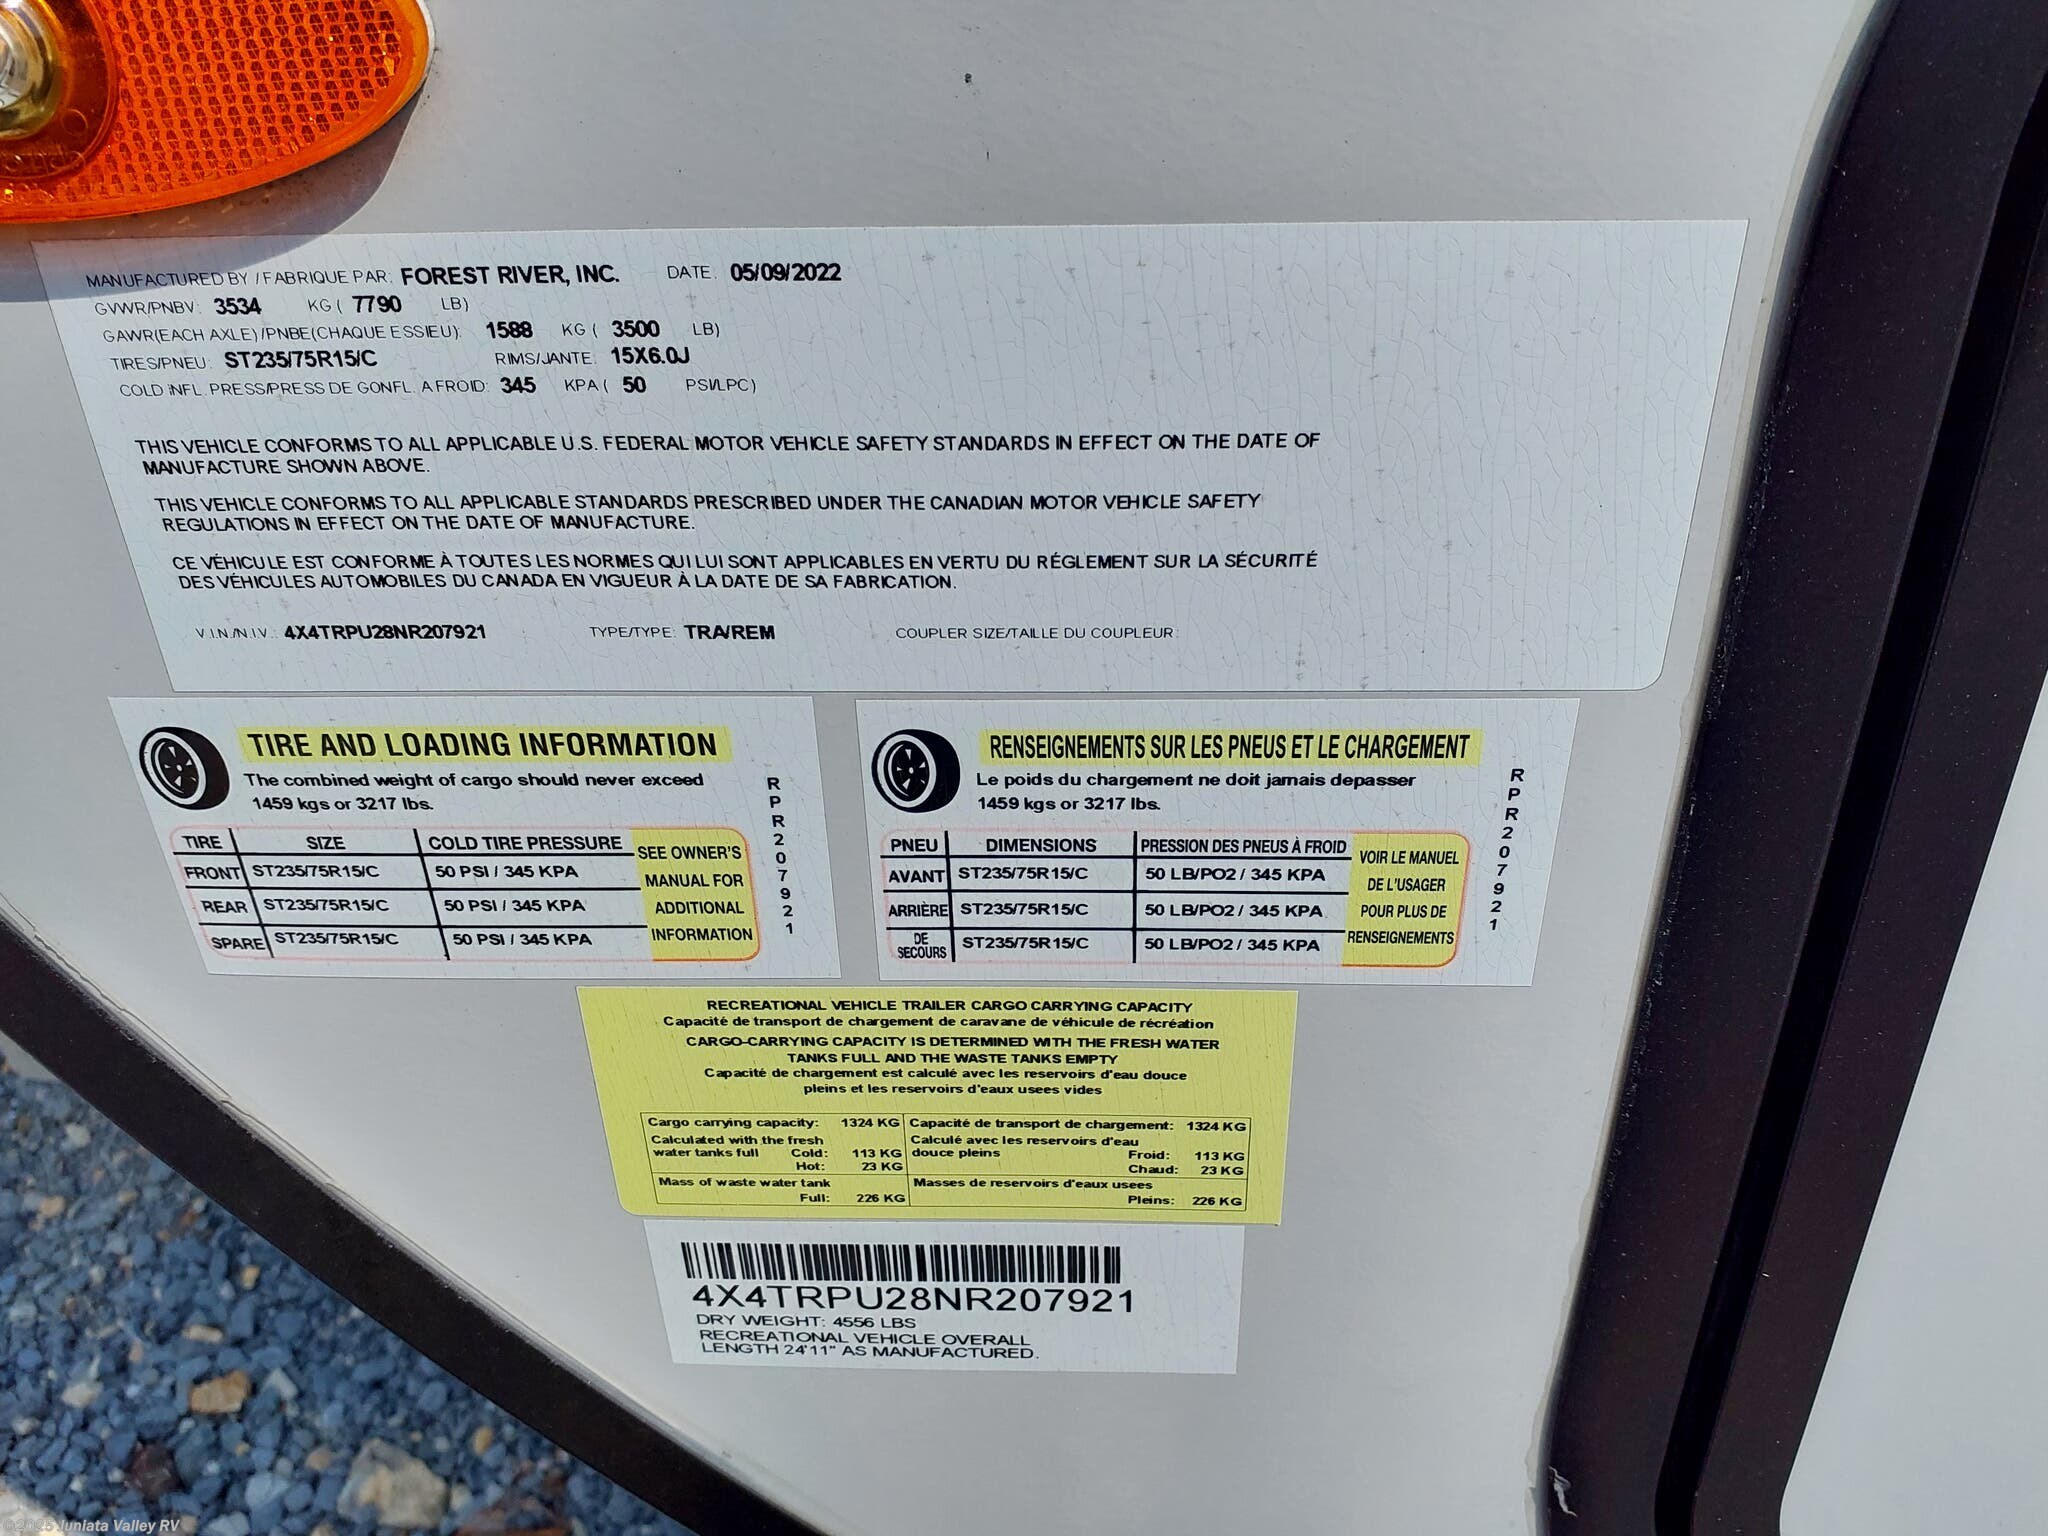 MANUFACTURED BY / FABRIQUE PAR: FOREST RIVER, INC. DATE: 05/09/2022
GVWR/PNBV: 3534 KG ( 7790 LB)
GAWR(EACH AXLE) /PNBE(CHAQUE ESSIEU): 1588 KG ( 3500 LB)
TIRES/PNEU: ST235/75R15/C RIMS/JANTE: 15X6.0J
COLD INFL. PRESS/PRESS DE GONFL. A FROID: 345 KPA ( 50 PSI/LPC)
THIS VEHICLE CONFORMS TO ALL APPLICABLE U.S. FEDERAL MOTOR VEHICLE SAFETY STANDARDS IN EFFECT ON THE DATE OF
MANUFACTURE SHOWN ABOVE.
THIS VEHICLE CONFORMS TO ALL APPLICABLE STANDARDS PRESCRIBED UNDER THE CANADIAN MOTOR VEHICLE SAFETY
REGULATIONS IN EFFECT ON THE DATE OF MANUFACTURE.
CE VÉHICULE EST CONFORME À TOUTES LES NORMES QUI LUI SONT APPLICABLES EN VERTU DU RÉGLEMENT SUR LA SÉCURITÉ
DES VÉHICULES AUTOMOBILES DU CANADA EN VIGUEUR À LA DATE DE SA FABRICATION.
V.I.N./N.I.V.: 4X4TRPU28NR207921 TYPE/TYPE: TRA/REM COUPLER SIZE/TAILLE DU COUPLEUR:
TIRE AND LOADING INFORMATION
The combined weight of cargo should never exceed
1459 kgs or 3217 lbs.
TIRE SIZE COLD TIRE PRESSURE
FRONT ST235/75R15/C 50 PSI / 345 KPA
REAR ST235/75R15/C 50 PSI / 345 KPA
SPARE ST235/75R15/C 50 PSI / 345 KPA
SEE OWNER'S
MANUAL FOR
ADDITIONAL
INFORMATION
RPR207921
RENSEIGNEMENTS SUR LES PNEUS ET LE CHARGEMENT
Le poids du chargement ne doit jamais depasser
1459 kgs or 3217 lbs.
PNEU DIMENSIONS PRESSION DES PNEUS À FROID
AVANT ST235/75R15/C 50 LB/PO2 / 345 KPA
ARRIÈRE ST235/75R15/C 50 LB/PO2 / 345 KPA
DE SECOURS ST235/75R15/C 50 LB/PO2 / 345 KPA
VOIR LE MANUEL
DE L'USAGER
POUR PLUS DE
RENSEIGNEMENTS
RPR207921
RECREATIONAL VEHICLE TRAILER CARGO CARRYING CAPACITY
Capacité de transport de chargement de caravane de véhicule de récréation
CARGO-CARRYING CAPACITY IS DETERMINED WITH THE FRESH WATER
TANKS FULL AND THE WASTE TANKS EMPTY
Capacité de chargement est calculé avec les reservoirs d'eau douce
pleins et les reservoirs d'eaux usees vides
Cargo carrying capacity: 1324 KG
Calculated with the fresh
water tanks full Cold: 113 KG
Hot: 23 KG
Mass of waste water tank
Full: 226 KG
Capacité de transport de chargement: 1324 KG
Calculé avec les reservoirs d'eau
douce pleins Froid: 113 KG
Chaud: 23 KG
Masses de reservoirs d'eaux usees
Pleins: 226 KG
4X4TRPU28NR207921
DRY WEIGHT: 4556 LBS
RECREATIONAL VEHICLE OVERALL
LENGTH 24'11" AS MANUFACTURED.
©2025 Juniata Valley RV